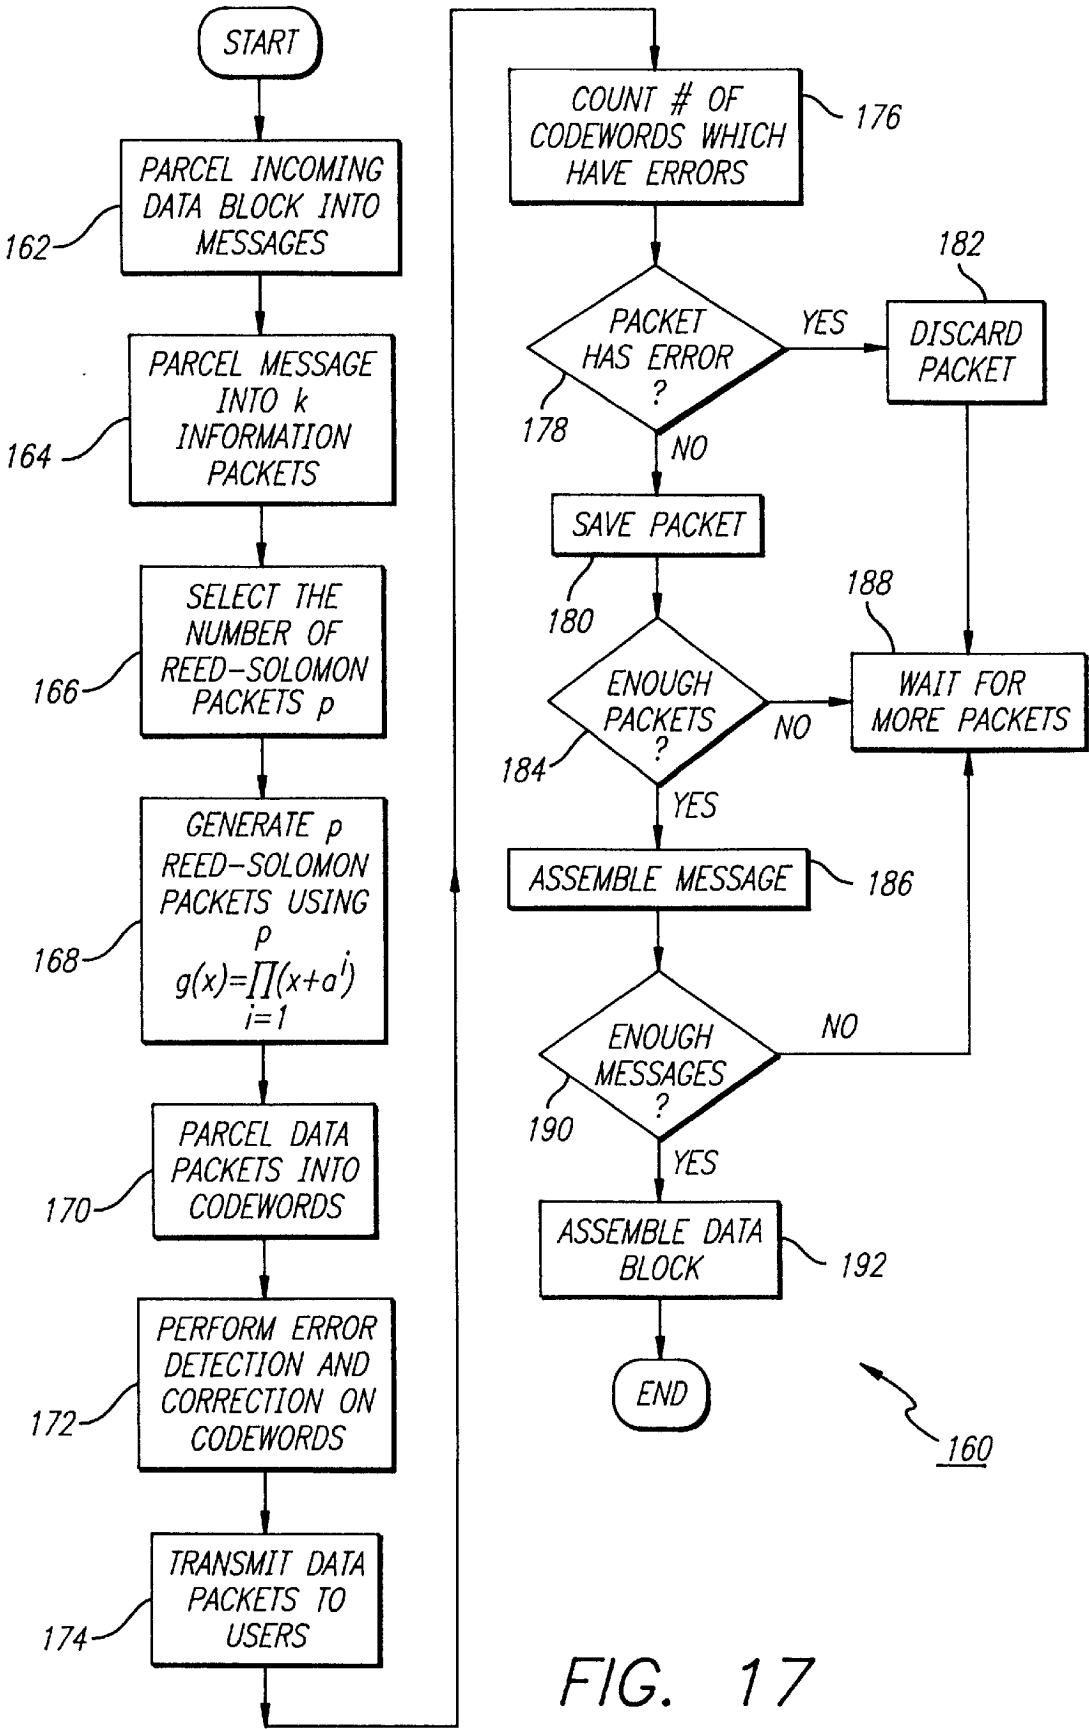 START
PARCEL INCOMING
DATA BLOCK INTO
MESSAGES
162
PARCEL MESSAGE
INTO k
INFORMATION
PACKETS
164
SELECT THE
NUMBER OF
REED-SOLOMON
PACKETS p
166
GENERATE p
REED-SOLOMON
PACKETS USING
p
g(x)=∏(x+a^i)
i=1
168
PARCEL DATA
PACKETS INTO
CODEWORDS
170
PERFORM ERROR
DETECTION AND
CORRECTION ON
CODEWORDS
172
TRANSMIT DATA
PACKETS TO
USERS
174
COUNT # OF
CODEWORDS WHICH
HAVE ERRORS
176
PACKET
HAS ERROR
?
178
YES
182
DISCARD
PACKET
NO
SAVE PACKET
180
ENOUGH
PACKETS
?
184
NO
188
WAIT FOR
MORE PACKETS
YES
ASSEMBLE MESSAGE
186
ENOUGH
MESSAGES
?
190
NO
YES
ASSEMBLE DATA
BLOCK
192
END
160
FIG. 17